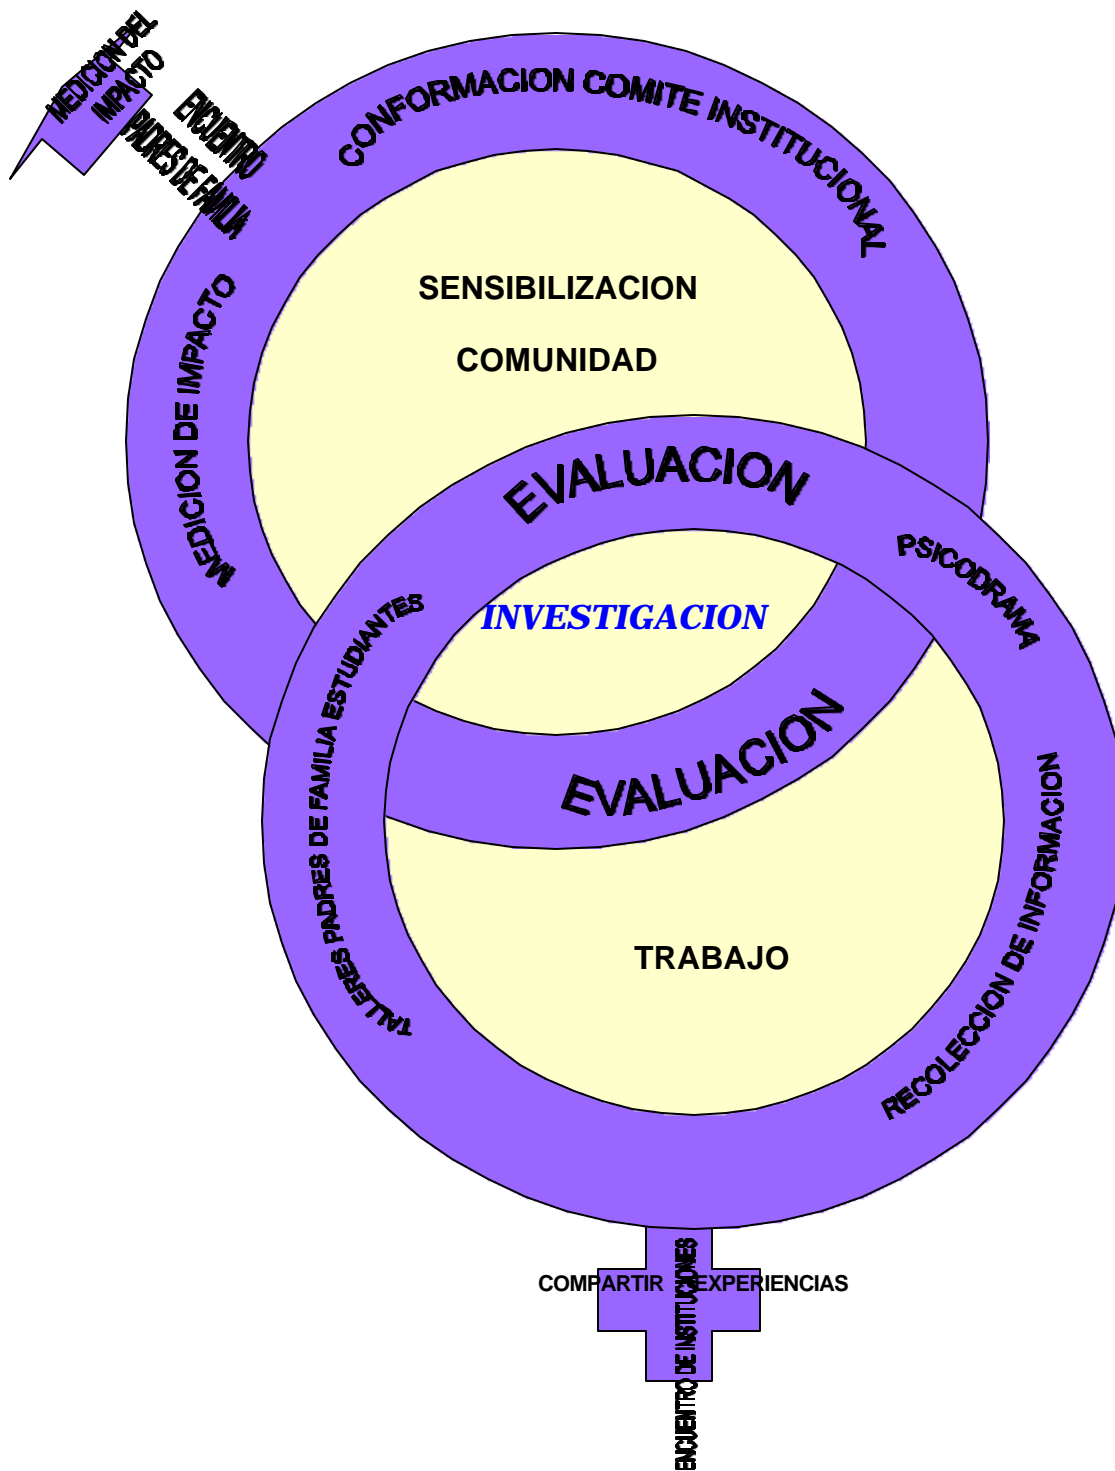 MEDICION DEL
IMPACTO
ENCUENTRO
PADRES DE FAMILIA
CONFORMACION COMITE INSTITUCIONAL
MEDICION DE IMPACTO
SENSIBILIZACION
COMUNIDAD
EVALUACION
PSICODRAMA
INVESTIGACION
TALLERES PADRES DE FAMILIA ESTUDIANTES
EVALUACION
RECOLECCION DE INFORMACION
TRABAJO
COMPARTIR EXPERIENCIAS
ENCUENTRO DE INSTITUCIONES